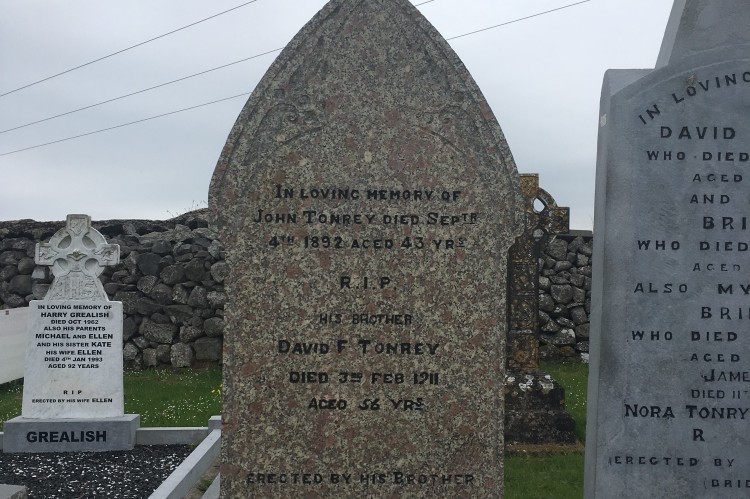 IN LOVING MEMORY OF
HARRY GREALISH
DIED OCT 1962
ALSO HIS PARENTS
MICHAEL AND ELLEN
AND HIS SISTER KATE
HIS WIFE ELLEN
DIED 4TH JAN 1993
AGED 92 YEARS
R I P
ERECTED BY HIS WIFE ELLEN
GREALISH
IN LOVING MEMORY OF
JOHN TONREY DIED SEPTR
4TH 1892 AGED 43 YRS
R.I.P.
HIS BROTHER
DAVID F TONREY
DIED 3RD FEB 1911
AGED 56 YRS
ERECTED BY HIS BROTHER
IN LOVING
DAVID
WHO DIED
AGED
AND
BRI
WHO DIED
AGED
ALSO MY
BRI
WHO DIED
AGED
JAME
DIED 11T
NORA TONRY
R
ERECTED BY
BRI